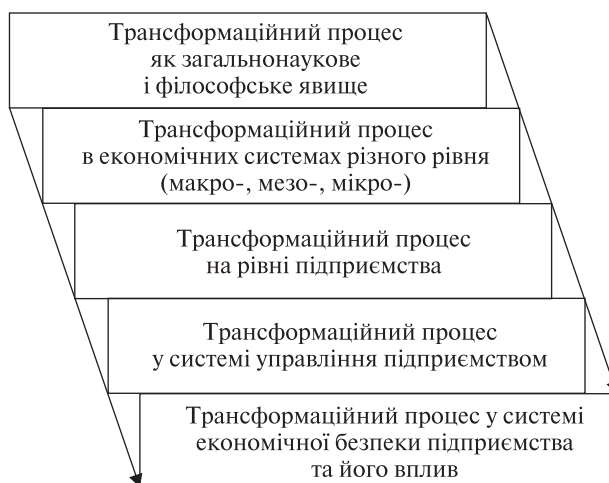 Трансформаційний процес
як загальнонаукове
і філософське явище
Трансформаційний процес
в економічних системах різного рівня
(макро-, мезо-, мікро-)
Трансформаційний процес
на рівні підприємства
Трансформаційний процес
у системі управління підприємством
Трансформаційний процес у системі
економічної безпеки підприємства
та його вплив